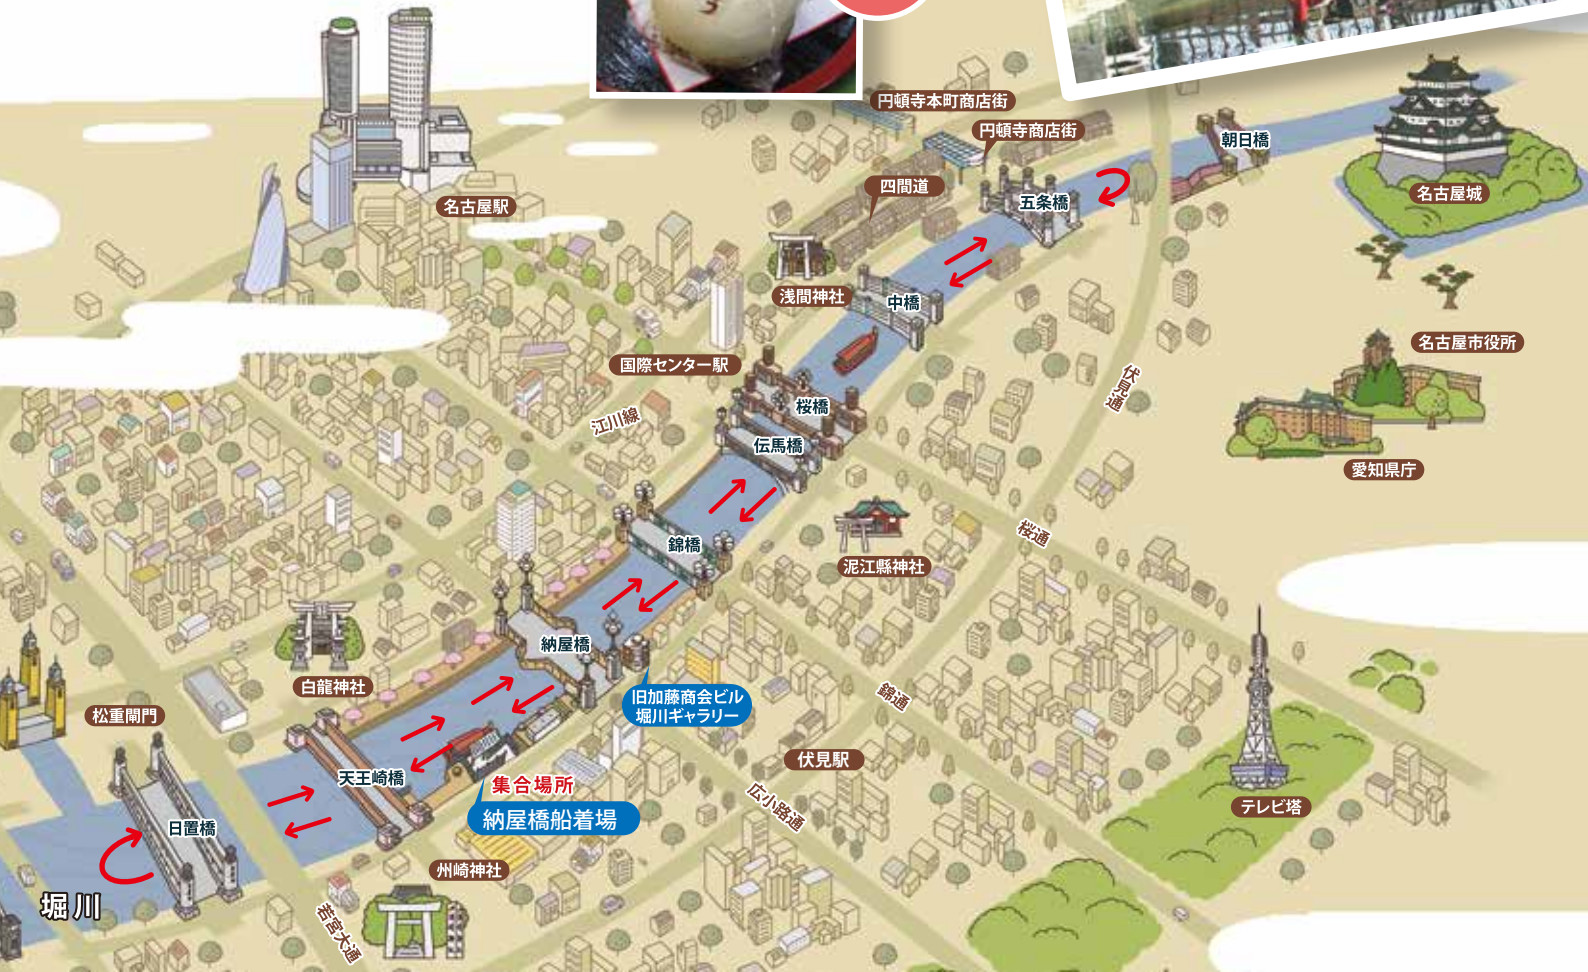 円頓寺本町商店街
円頓寺商店街
朝日橋
四間道
名古屋城
名古屋駅
五条橋
浅間神社
中橋
名古屋市役所
国際センター駅
伏見通
桜橋
江川線
伝馬橋
愛知県庁
桜通
錦橋
泥江縣神社
納屋橋
白龍神社
旧加藤商会ビル
堀川ギャラリー
錦通
松重閘門
伏見駅
天王崎橋
集合場所
納屋橋船着場
広小路通
テレビ塔
日置橋
州崎神社
堀川
若宮大通